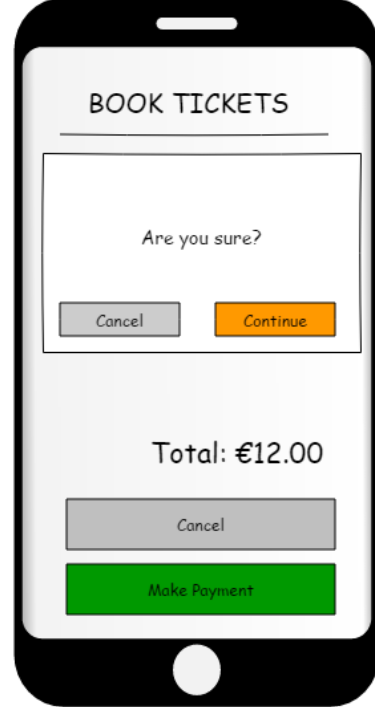 BOOK TICKETS
Are you sure?
Cancel
Continue
Total: €12.00
Cancel
Make Payment